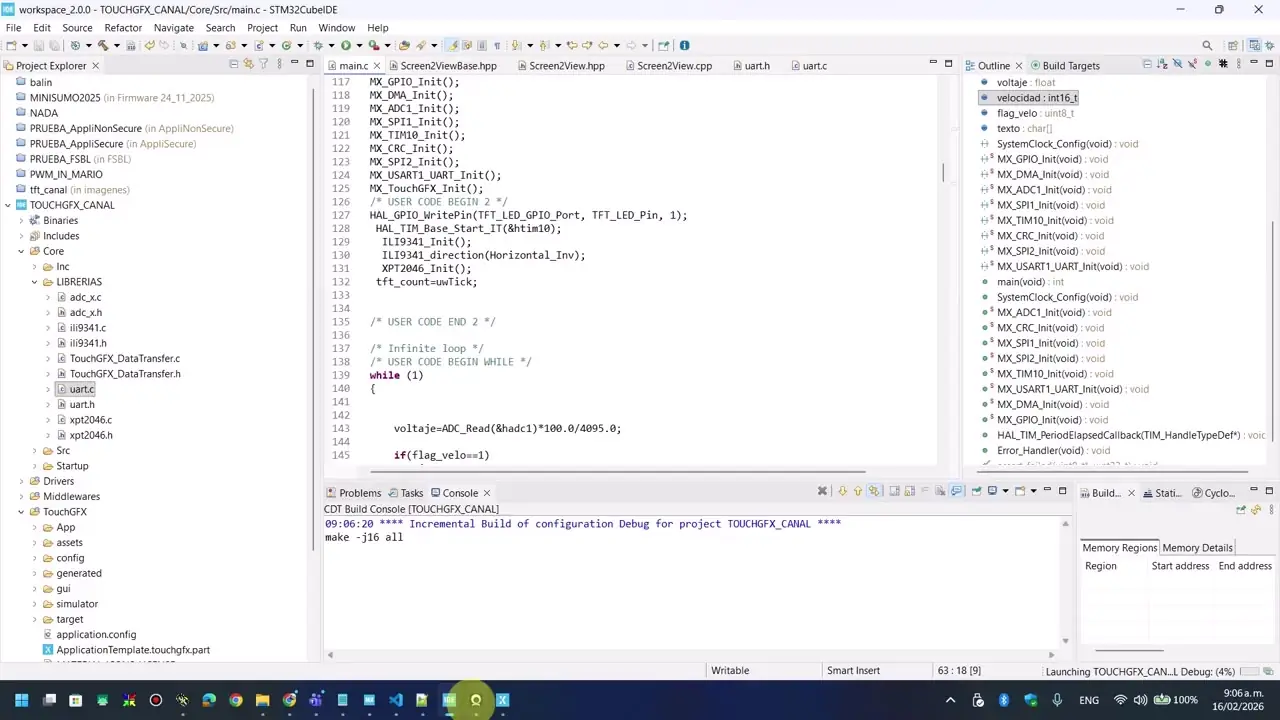 workspace_2.0.0 - TOUCHGFX_CANAL/Core/Src/main.c - STM32CubeIDE
File Edit Source Refactor Navigate Search Project Run Window Help
Project Explorer
balin
MINISUMO2025 (in Firmware 24_11_2025)
NADA
PRUEBA_AppliNonSecure (in AppliNonSecure)
PRUEBA_AppliSecure (in AppliSecure)
PRUEBA_FSBL (in FSBL)
PWM_IN_MARIO
tft_canal (in imagenes)
TOUCHGFX_CANAL
Binaries
Includes
Core
Inc
LIBRERIAS
adc_x.c
adc_x.h
ili9341.c
ili9341.h
TouchGFX_DataTransfer.c
TouchGFX_DataTransfer.h
uart.c
uart.h
xpt2046.c
xpt2046.h
Src
Startup
Drivers
Middlewares
TouchGFX
App
assets
config
generated
gui
simulator
target
application.config
ApplicationTemplate.touchgfx.part
main.c Screen2ViewBase.hpp Screen2View.hpp Screen2View.cpp uart.h uart.c
117 MX_GPIO_Init();
118 MX_DMA_Init();
119 MX_ADC1_Init();
120 MX_SPI1_Init();
121 MX_TIM10_Init();
122 MX_CRC_Init();
123 MX_SPI2_Init();
124 MX_USART1_UART_Init();
125 MX_TouchGFX_Init();
126 /* USER CODE BEGIN 2 */
127 HAL_GPIO_WritePin(TFT_LED_GPIO_Port, TFT_LED_Pin, 1);
128 HAL_TIM_Base_Start_IT(&htim10);
129 ILI9341_Init();
130 ILI9341_direction(Horizontal_Inv);
131 XPT2046_Init();
132 tft_count=uwTick;
133
134
135 /* USER CODE END 2 */
136
137 /* Infinite loop */
138 /* USER CODE BEGIN WHILE */
139 while (1)
140 {
141
142
143 voltaje=ADC_Read(&hadc1)*100.0/4095.0;
144
145 if(flag_velo==1)
Outline Build Targets
voltaje : float
velocidad : int16_t
flag_velo : uint8_t
texto : char[]
SystemClock_Config(void) : void
MX_GPIO_Init(void) : void
MX_DMA_Init(void) : void
MX_ADC1_Init(void) : void
MX_SPI1_Init(void) : void
MX_TIM10_Init(void) : void
MX_CRC_Init(void) : void
MX_SPI2_Init(void) : void
MX_USART1_UART_Init(void) : void
main(void) : int
SystemClock_Config(void) : void
MX_ADC1_Init(void) : void
MX_CRC_Init(void) : void
MX_SPI1_Init(void) : void
MX_SPI2_Init(void) : void
MX_TIM10_Init(void) : void
MX_USART1_UART_Init(void) : void
MX_DMA_Init(void) : void
MX_GPIO_Init(void) : void
HAL_TIM_PeriodElapsedCallback(TIM_HandleTypeDef*) : voic
Error_Handler(void) : void
Problems Tasks Console
CDT Build Console [TOUCHGFX_CANAL]
09:06:20 **** Incremental Build of configuration Debug for project TOUCHGFX_CANAL ****
make -j16 all
Build... Stati... Cyclo...
Memory Regions Memory Details
Region Start address End address
Writable Smart Insert 63 : 18 [9] Launching TOUCHGFX_CAN...L Debug: (4%)
ENG 100% 9:06 a. m.
16/02/2026